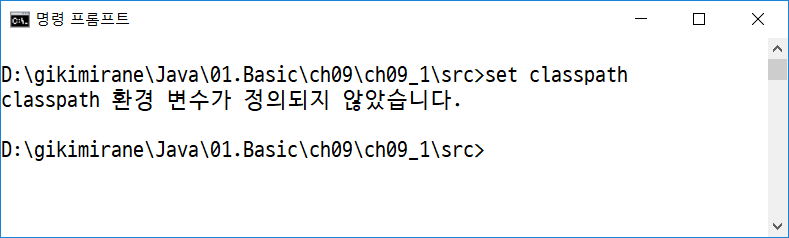 명령 프롬프트
D:\gikimirane\Java\01.Basic\ch09\ch09_1\src>set classpath
classpath 환경 변수가 정의되지 않았습니다.
D:\gikimirane\Java\01.Basic\ch09\ch09_1\src>